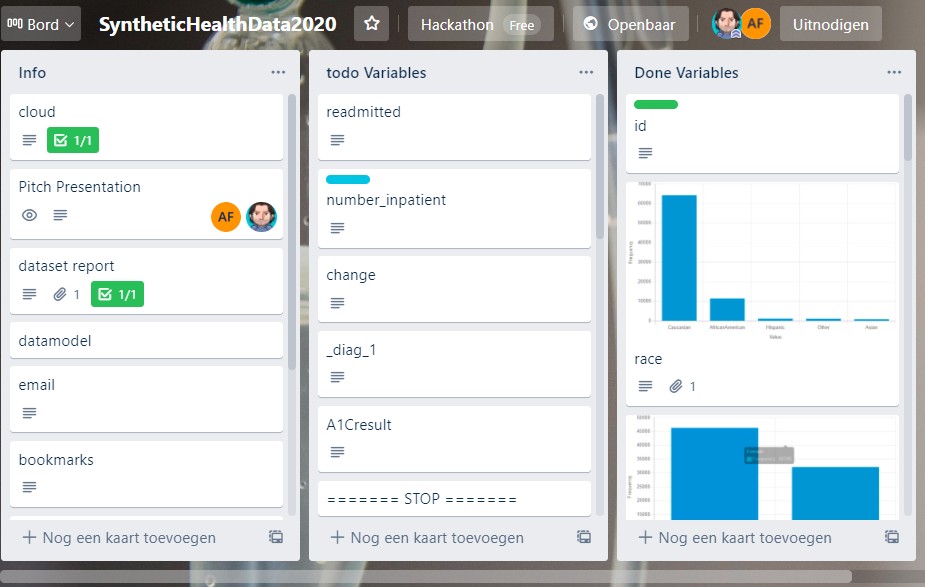 Bord
SyntheticHealthData2020
Hackathon Free
Openbaar
AF
Uitnodigen
Info
cloud
1/1
Pitch Presentation
AF
dataset report
1
1/1
datamodel
email
bookmarks
+ Nog een kaart toevoegen
todo Variables
readmitted
number_inpatient
change
_diag_1
A1Cresult
======= STOP =======
+ Nog een kaart toevoegen
Done Variables
id
70000
60000
50000
40000
30000
20000
10000
0
Frequency
Caucasian
AfricanAmerican
Hispanic
Other
Asian
Value
race
1
50000
45000
40000
35000
30000
25000
20000
15000
10000
Frequency
+ Nog een kaart toevoegen